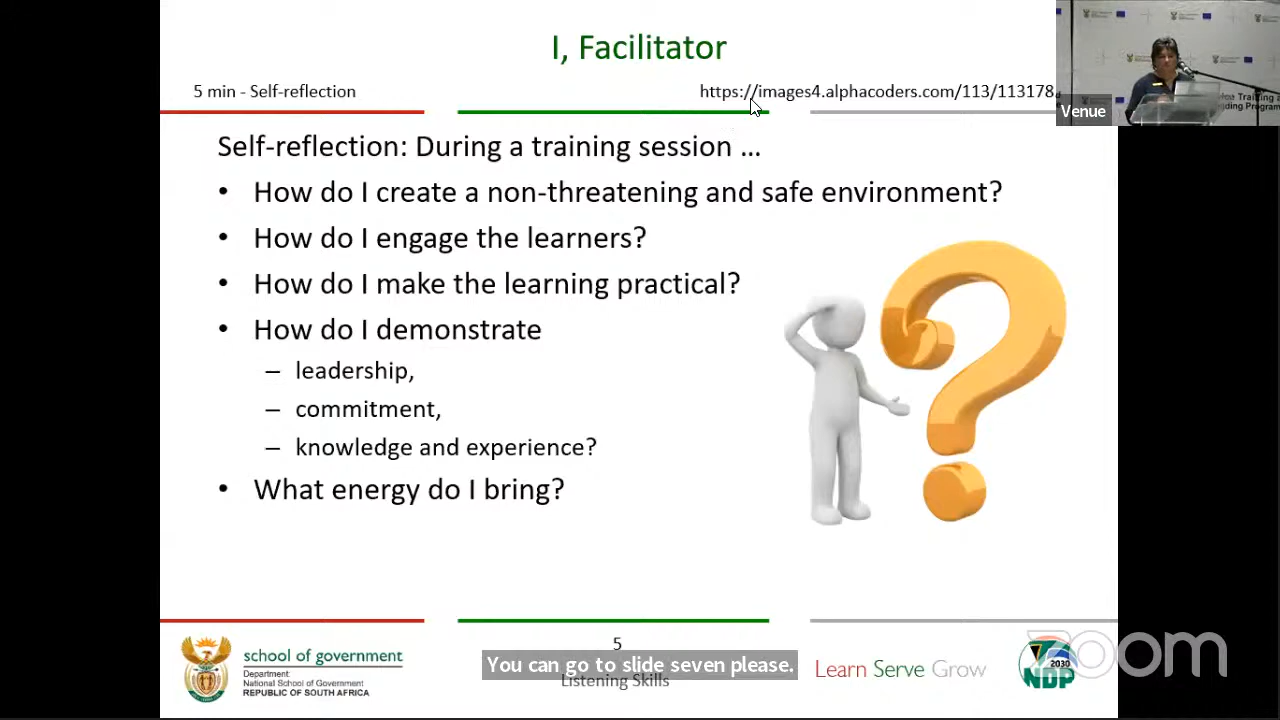 I, Facilitator
5 min - Self-reflection
https://images4.alphacoders.com/113/113178
Venue
Self-reflection: During a training session …
• How do I create a non-threatening and safe environment?
• How do I engage the learners?
• How do I make the learning practical?
• How do I demonstrate
– leadership,
– commitment,
– knowledge and experience?
• What energy do I bring?
5
You can go to slide seven please.
Listening Skills
school of government
Department:
National School of Government
REPUBLIC OF SOUTH AFRICA
Learn Serve Grow
2030
NDP
zoom